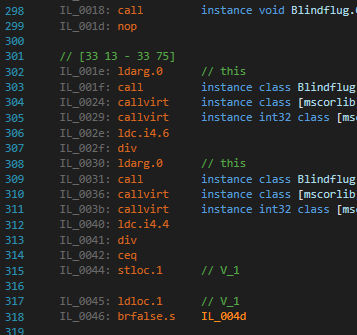 298 IL_0018: call instance void Blindflug.
299 IL_001d: nop
300
301 // [33 13 - 33 75]
302 IL_001e: ldarg.0 // this
303 IL_001f: call instance class Blindflug
304 IL_0024: callvirt instance class [mscorlib
305 IL_0029: callvirt instance int32 class [ms
306 IL_002e: ldc.i4.6
307 IL_002f: div
308 IL_0030: ldarg.0 // this
309 IL_0031: call instance class Blindflug
310 IL_0036: callvirt instance class [mscorlib
311 IL_003b: callvirt instance int32 class [ms
312 IL_0040: ldc.i4.4
313 IL_0041: div
314 IL_0042: ceq
315 IL_0044: stloc.1 // V_1
316
317 IL_0045: ldloc.1 // V_1
318 IL_0046: brfalse.s IL_004d
319